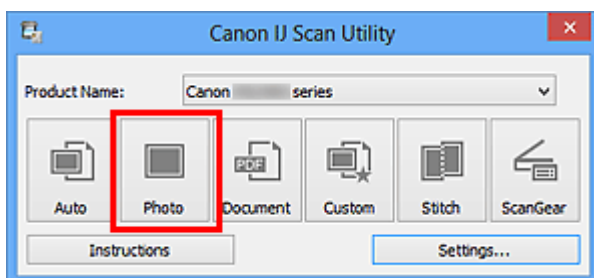 Canon IJ Scan Utility
Product Name: Canon series
PDF
Auto Photo Document Custom Stitch ScanGear
Instructions Settings...